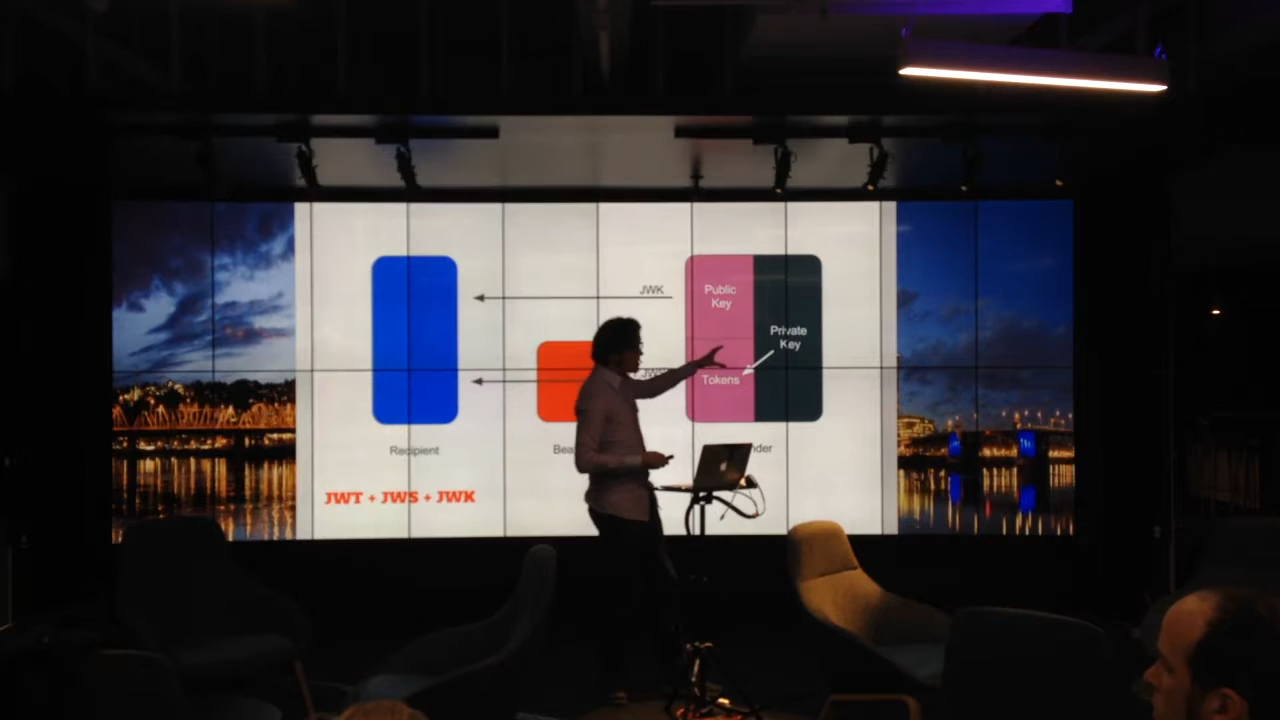 JWK
Public
Key
Private
Key
Tokens
Recipient
JWT + JWS + JWK